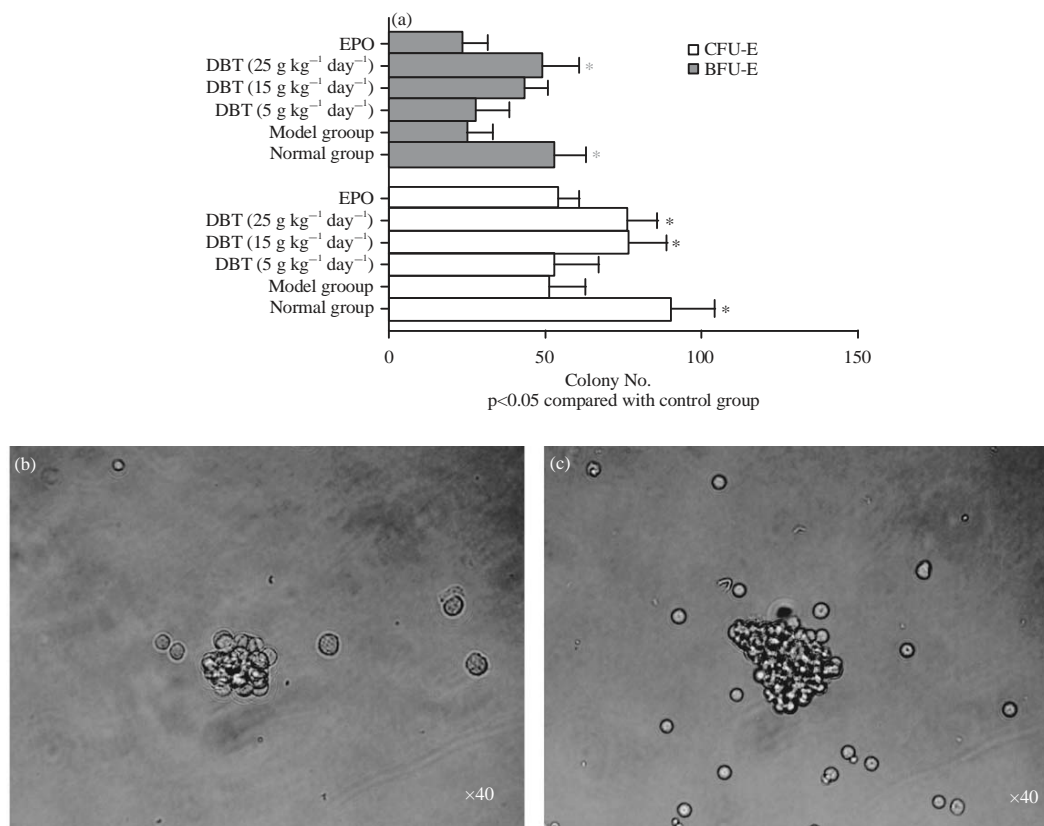 (a)
EPO
DBT (25 g kg⁻¹ day⁻¹)
DBT (15 g kg⁻¹ day⁻¹)
DBT (5 g kg⁻¹ day⁻¹)
Model grooup
Normal group
EPO
DBT (25 g kg⁻¹ day⁻¹)
DBT (15 g kg⁻¹ day⁻¹)
DBT (5 g kg⁻¹ day⁻¹)
Model grooup
Normal group
CFU-E
BFU-E
*
*
*
*
*
0 50 100 150
Colony No.
p<0.05 compared with control group
(b)
×40
(c)
×40